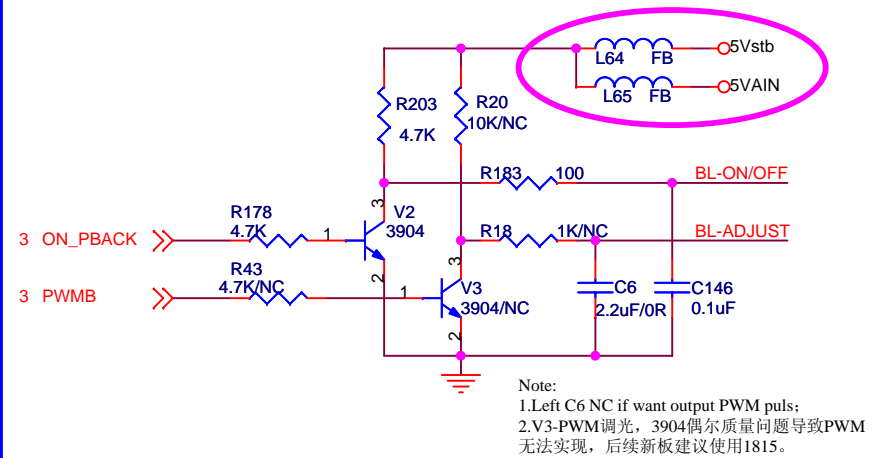 L64 FB 5Vstb
L65 FB 5VAIN
R203
4.7K
R20
10K/NC
R183 100 BL-ON/OFF
R178
4.7K
3 ON_PBACK
1
3
V2
3904
2
R18 1K/NC BL-ADJUST
R43
4.7K/NC
3 PWMB
1
3
V3
3904/NC
2
C6
2.2uF/0R
C146
0.1uF
Note:
1.Left C6 NC if want output PWM puls；
2.V3-PWM调光，3904偶尔质量问题导致PWM
无法实现，后续新板建议使用1815。